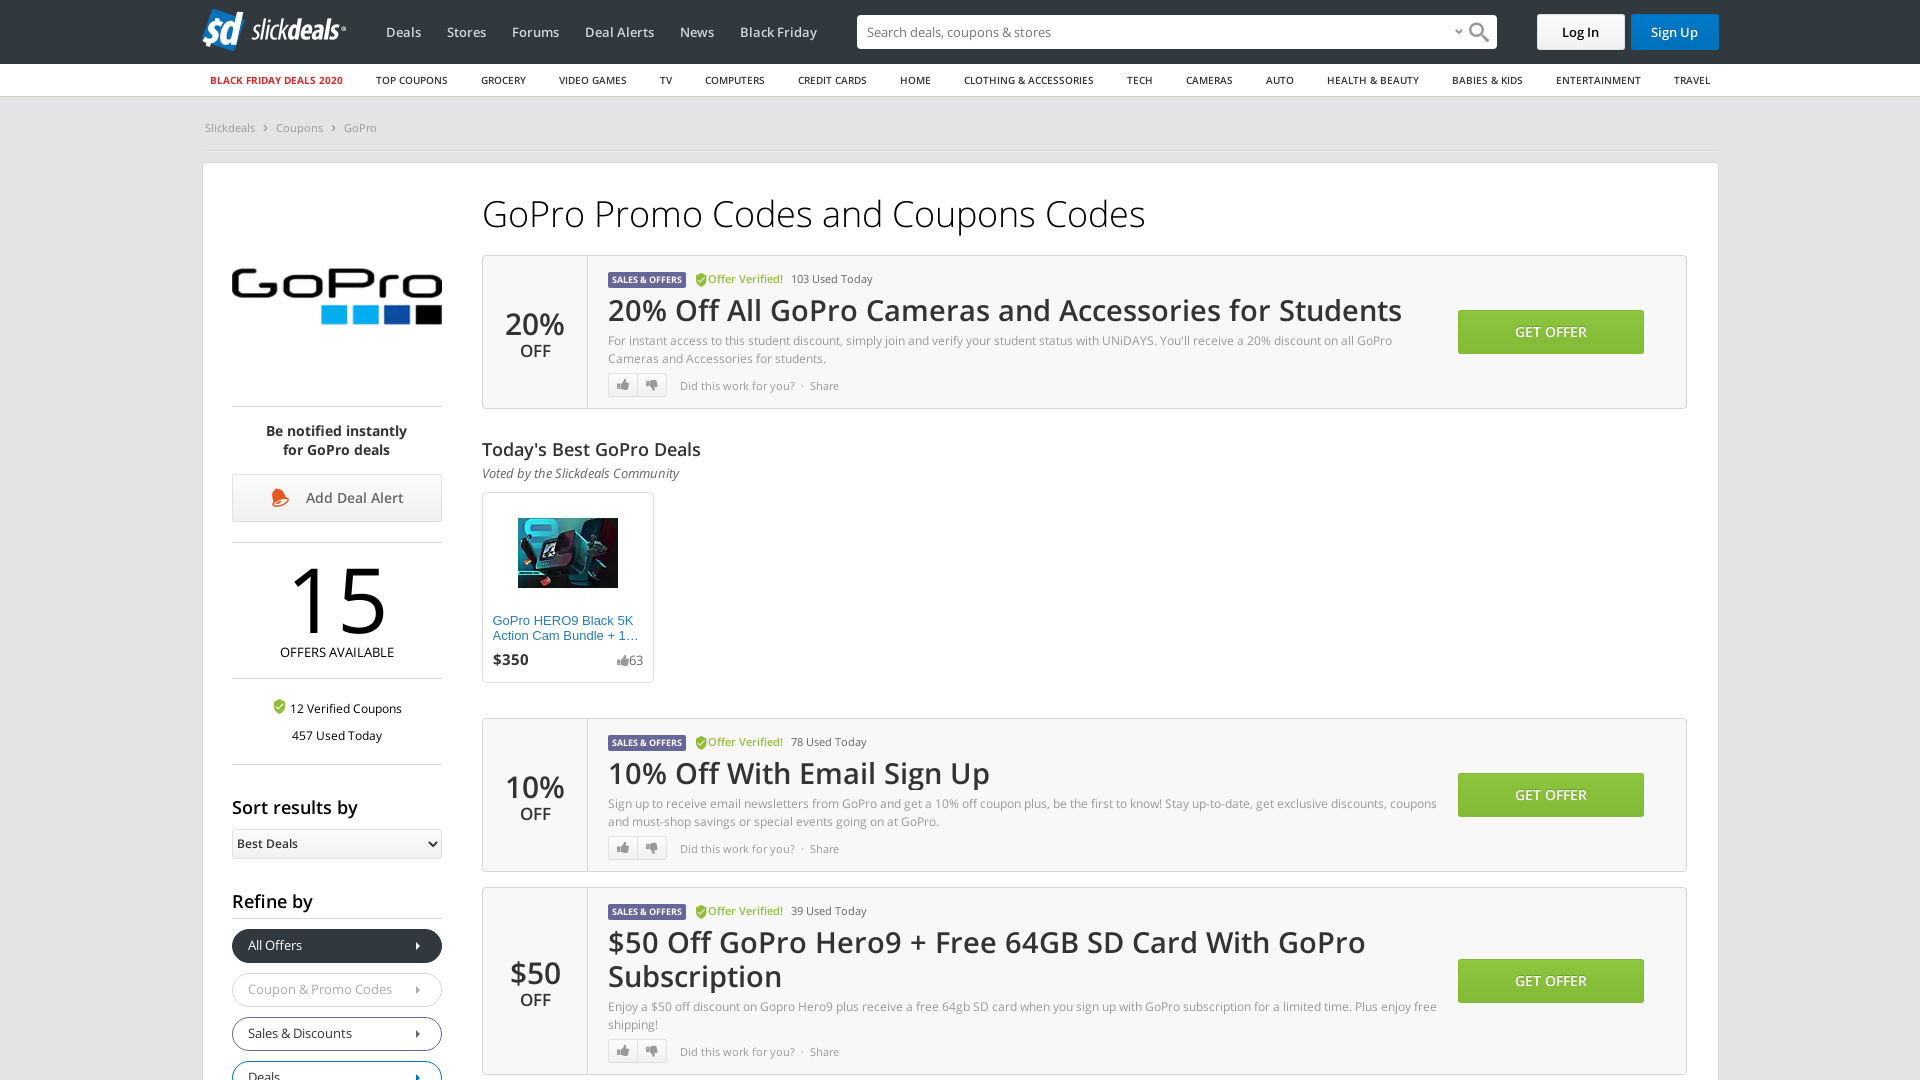 sd slickdeals
Deals
Stores
Forums
Deal Alerts
News
Black Friday
Search deals, coupons & stores
Log In
Sign Up
BLACK FRIDAY DEALS 2020
TOP COUPONS
GROCERY
VIDEO GAMES
TV
COMPUTERS
CREDIT CARDS
HOME
CLOTHING & ACCESSORIES
TECH
CAMERAS
AUTO
HEALTH & BEAUTY
BABIES & KIDS
ENTERTAINMENT
TRAVEL
Slickdeals › Coupons › GoPro
GoPro
Be notified instantly
for GoPro deals
Add Deal Alert
15
OFFERS AVAILABLE
12 Verified Coupons
457 Used Today
Sort results by
Best Deals
Refine by
All Offers
Coupon & Promo Codes
Sales & Discounts
Deals
GoPro Promo Codes and Coupons Codes
20%
OFF
SALES & OFFERS Offer Verified! 103 Used Today
20% Off All GoPro Cameras and Accessories for Students
For instant access to this student discount, simply join and verify your student status with UNiDAYS. You'll receive a 20% discount on all GoPro
Cameras and Accessories for students.
Did this work for you? · Share
GET OFFER
Today's Best GoPro Deals
Voted by the Slickdeals Community
GoPro HERO9 Black 5K
Action Cam Bundle + 1…
$350
63
10%
OFF
SALES & OFFERS Offer Verified! 78 Used Today
10% Off With Email Sign Up
Sign up to receive email newsletters from GoPro and get a 10% off coupon plus, be the first to know! Stay up-to-date, get exclusive discounts, coupons
and must-shop savings or special events going on at GoPro.
Did this work for you? · Share
GET OFFER
$50
OFF
SALES & OFFERS Offer Verified! 39 Used Today
$50 Off GoPro Hero9 + Free 64GB SD Card With GoPro
Subscription
Enjoy a $50 off discount on Gopro Hero9 plus receive a free 64gb SD card when you sign up with GoPro subscription for a limited time. Plus enjoy free
shipping!
Did this work for you? · Share
GET OFFER